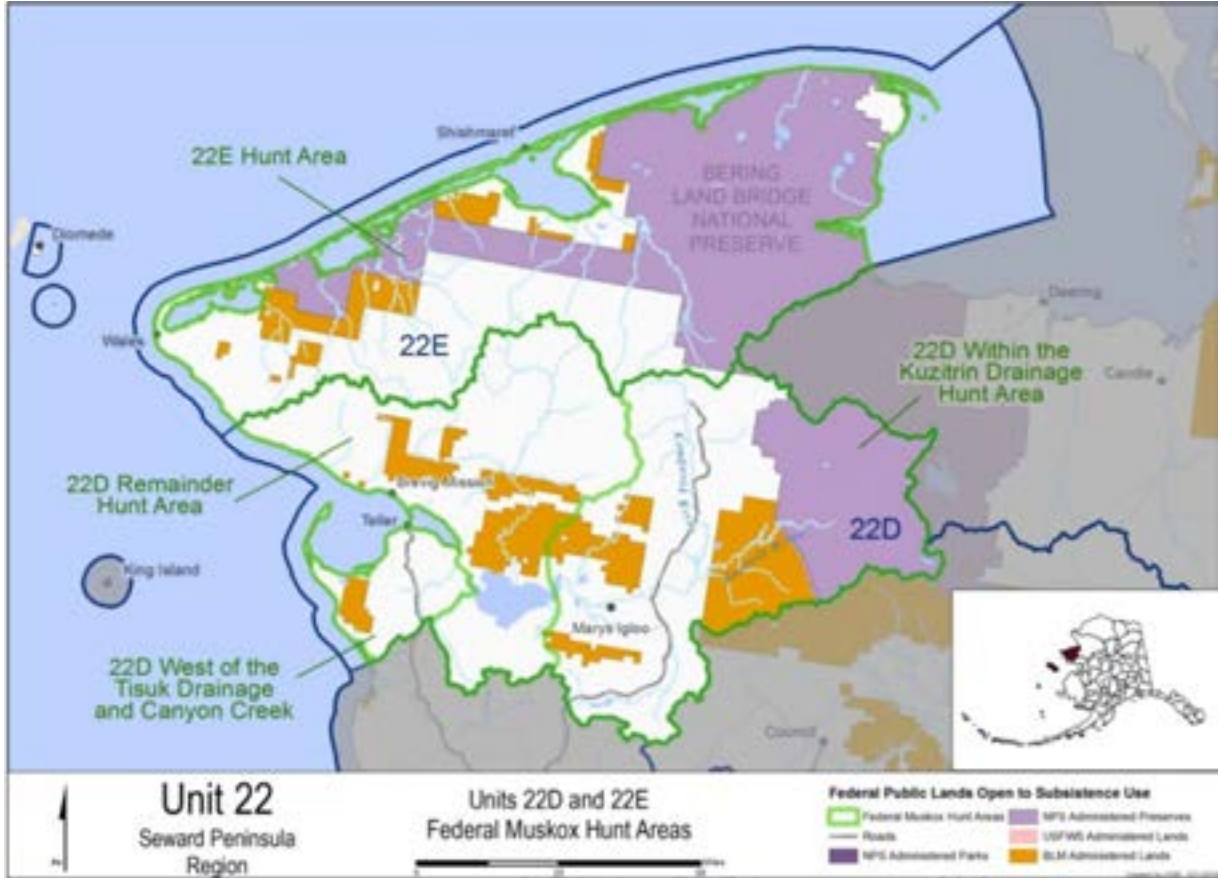 Shishmaref
22E Hunt Area
BERING
LAND BRIDGE
NATIONAL
PRESERVE
Diomede
Deering
Wales
22E
22D Within the
Kuzitrin Drainage
Hunt Area
Candle
22D Remainder
Hunt Area
Brevig Mission
Teller
22D
King Island
Marys Igloo
22D West of the
Tisuk Drainage
and Canyon Creek
Council
Unit 22
Seward Peninsula
Region
Units 22D and 22E
Federal Muskox Hunt Areas
Miles
Federal Public Lands Open to Subsistence Use
Federal Muskox Hunt Areas
Roads
NPS Administered Parks
NPS Administered Preserves
USFWS Administered Lands
BLM Administered Lands